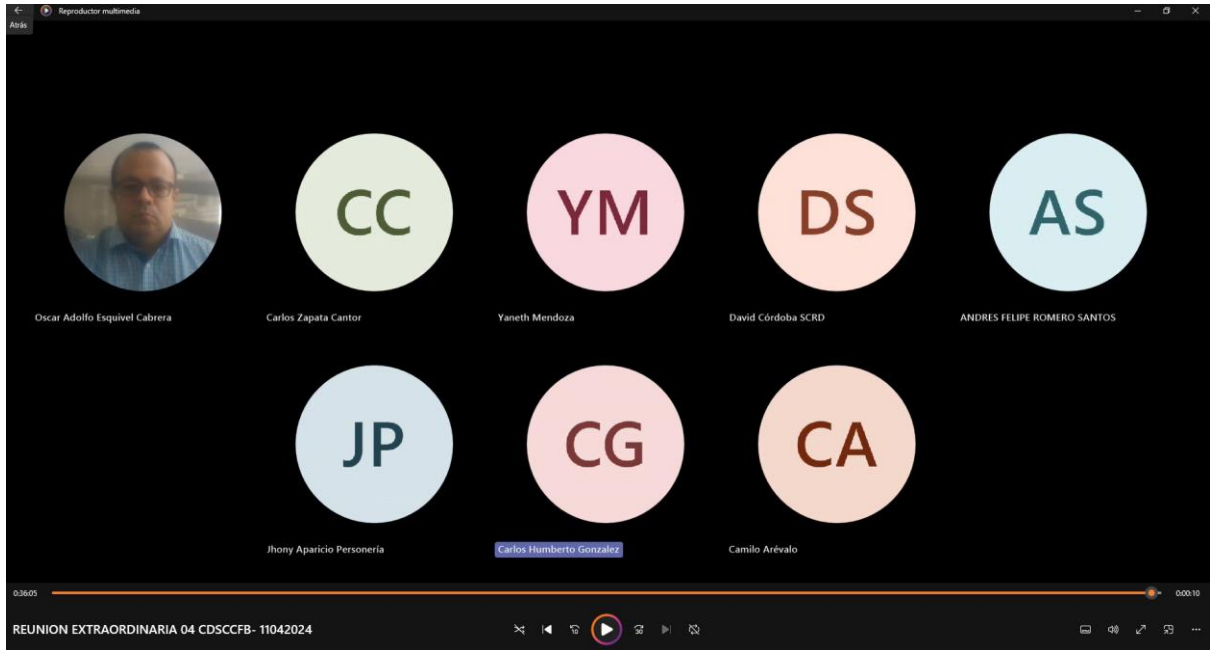 Reproductor multimedia
Atrás
CC
YM
DS
AS
Oscar Adolfo Esquivel Cabrera
Carlos Zapata Cantor
Yaneth Mendoza
David Córdoba SCRD
ANDRES FELIPE ROMERO SANTOS
JP
CG
CA
Jhony Aparicio Personería
Carlos Humberto Gonzalez
Camilo Arévalo
0:36:05
0:00:10
REUNION EXTRAORDINARIA 04 CDSCCFB- 11042024
10
30